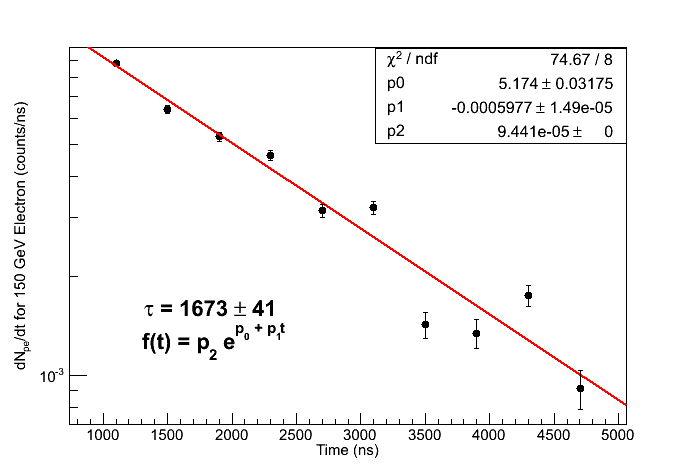 χ² / ndf 74.67 / 8
p0 5.174 ± 0.03175
p1 -0.0005977 ± 1.49e-05
p2 9.441e-05 ± 0
dN_pe/dt for 150 GeV Electron (counts/ns)
τ = 1673 ± 41
f(t) = p₂ e^(p₀ + p₁t)
10⁻³
1000 1500 2000 2500 3000 3500 4000 4500 5000
Time (ns)